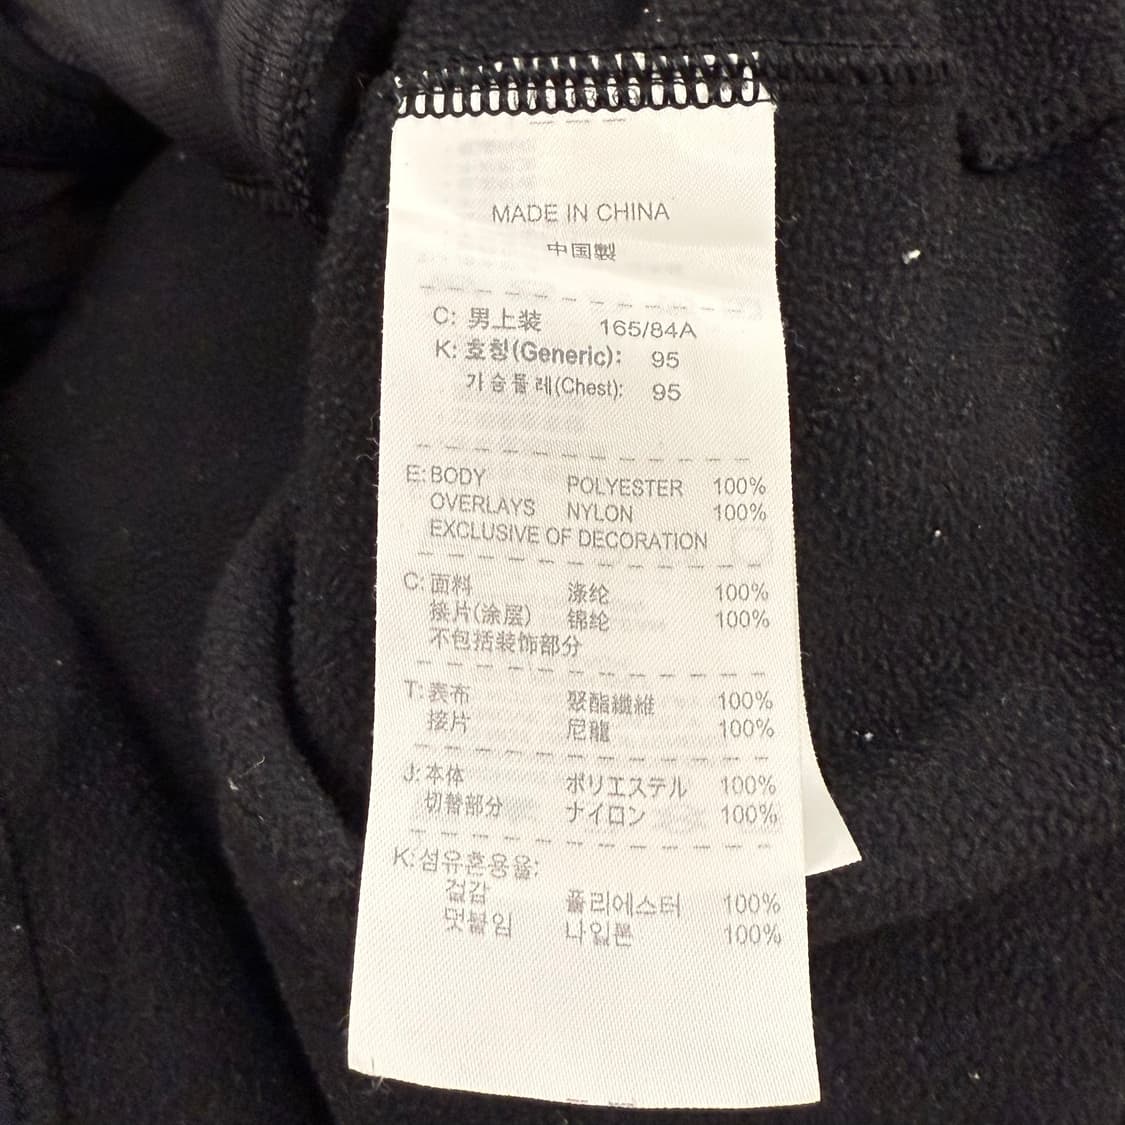 MADE IN CHINA
中国製
C: 男上装 165/84A
K: 호칭(Generic): 95
가슴둘레(Chest): 95
E: BODY POLYESTER 100%
OVERLAYS NYLON 100%
EXCLUSIVE OF DECORATION
C: 面料 涤纶 100%
接片(涂层) 锦纶 100%
不包括装饰部分
T: 表布 聚酯纖維 100%
接片 尼龍 100%
J: 本体 ポリエステル 100%
切替部分 ナイロン 100%
K: 섬유혼용율:
겉감 폴리에스터 100%
덧붙임 나일론 100%